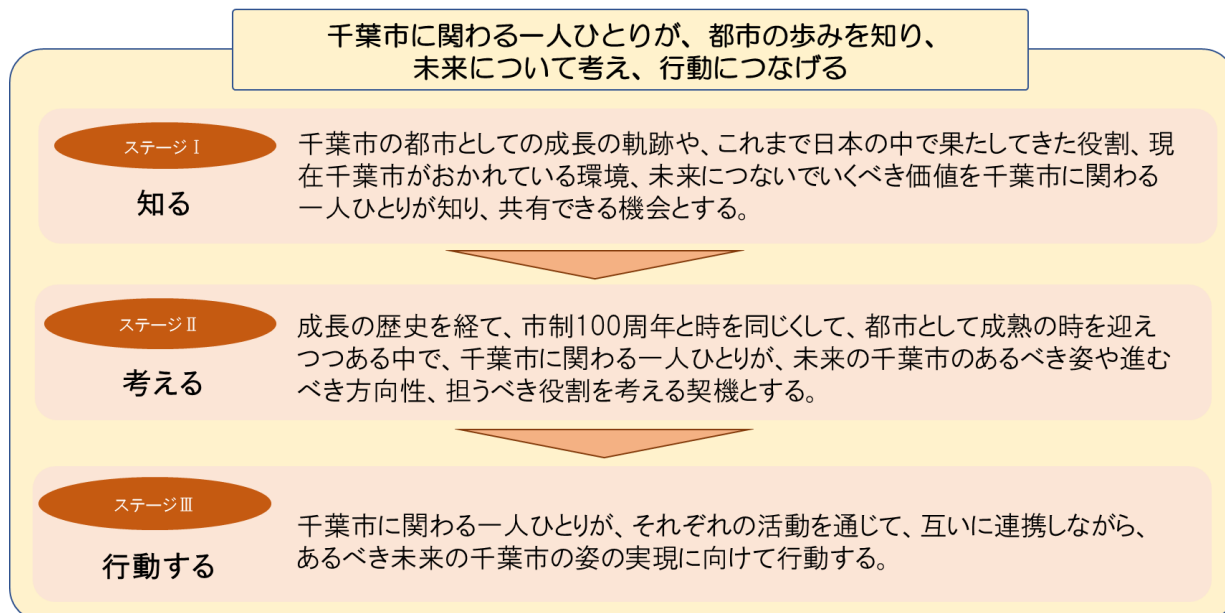 千葉市に関わる一人ひとりが、都市の歩みを知り、
未来について考え、行動につなげる
ステージⅠ
知る
千葉市の都市としての成長の軌跡や、これまで日本の中で果たしてきた役割、現
在千葉市がおかれている環境、未来につないでいくべき価値を千葉市に関わる
一人ひとりが知り、共有できる機会とする。
ステージⅡ
考える
成長の歴史を経て、市制100周年と時を同じくして、都市として成熟の時を迎え
つつある中で、千葉市に関わる一人ひとりが、未来の千葉市のあるべき姿や進む
べき方向性、担うべき役割を考える契機とする。
ステージⅢ
行動する
千葉市に関わる一人ひとりが、それぞれの活動を通じて、互いに連携しながら、
あるべき未来の千葉市の姿の実現に向けて行動する。